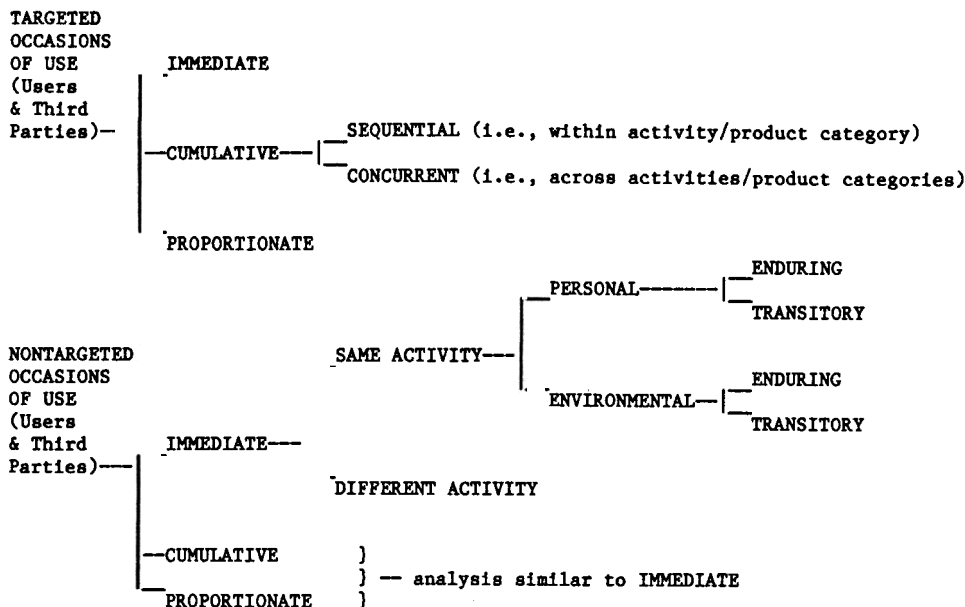 TARGETED
OCCASIONS
OF USE
(Users
& Third
Parties)—
IMMEDIATE
CUMULATIVE
SEQUENTIAL (i.e., within activity/product category)
CONCURRENT (i.e., across activities/product categories)
PROPORTIONATE
NONTARGETED
OCCASIONS
OF USE
(Users
& Third
Parties)
IMMEDIATE
SAME ACTIVITY
PERSONAL
ENDURING
TRANSITORY
ENVIRONMENTAL
ENDURING
TRANSITORY
DIFFERENT ACTIVITY
CUMULATIVE }
} -- analysis similar to IMMEDIATE
PROPORTIONATE }